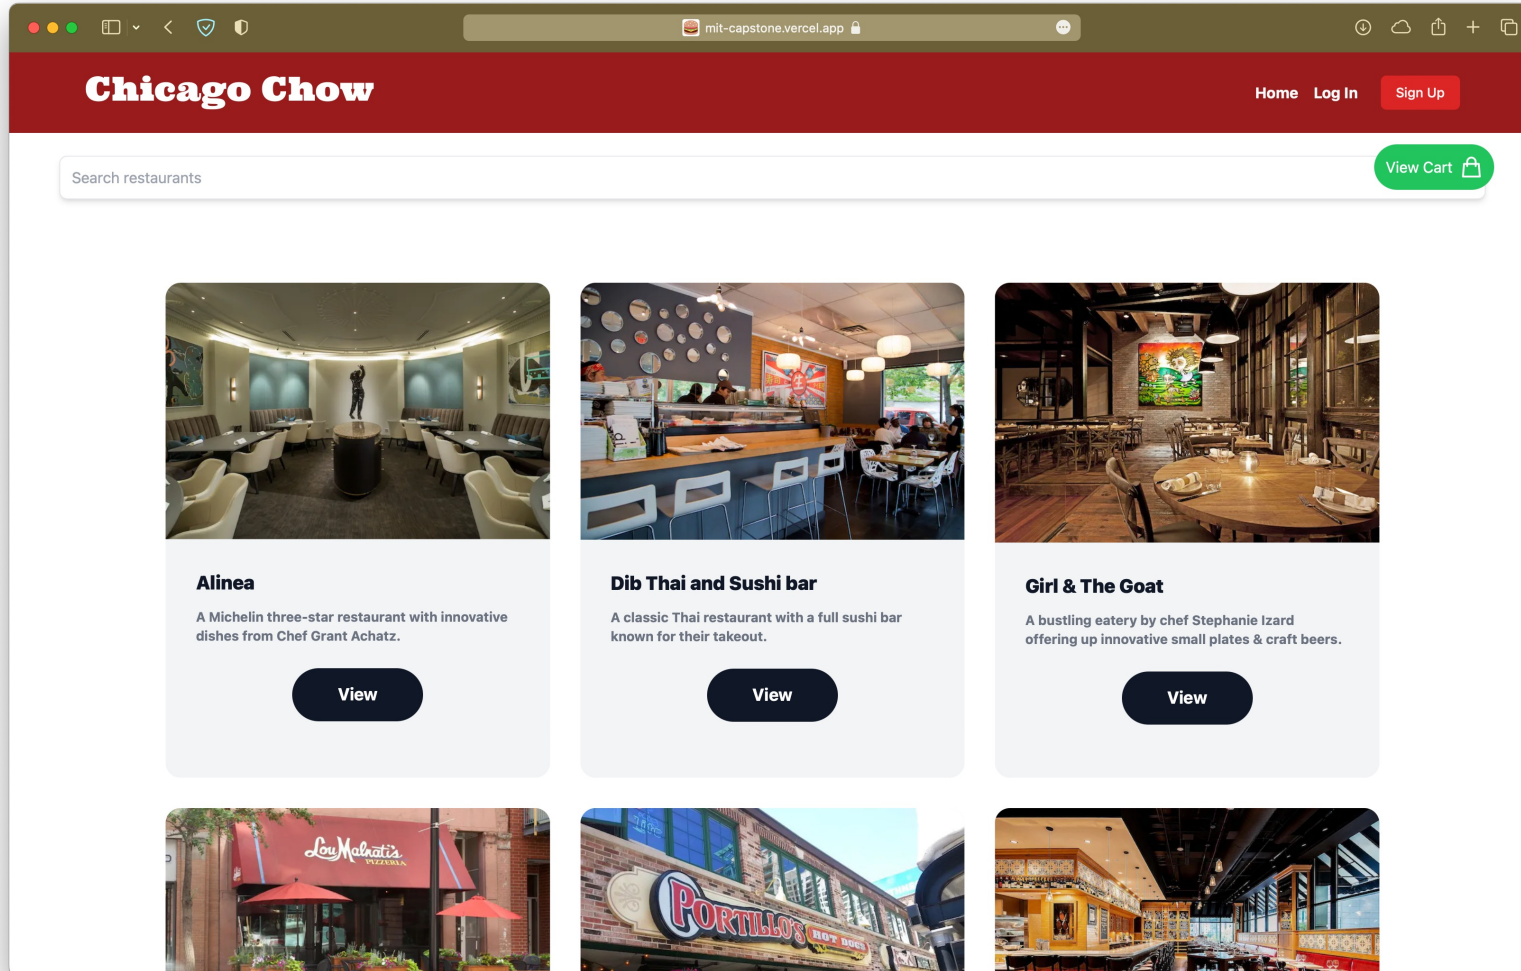 mit-capstone.vercel.app
Chicago Chow
Home Log In Sign Up
Search restaurants
View Cart
Alinea
A Michelin three-star restaurant with innovative
dishes from Chef Grant Achatz.
View
Dib Thai and Sushi bar
A classic Thai restaurant with a full sushi bar
known for their takeout.
View
Girl & The Goat
A bustling eatery by chef Stephanie Izard
offering up innovative small plates & craft beers.
View
Lou Malnati's
PIZZERIA
PORTILLO'S
HOT DOGS